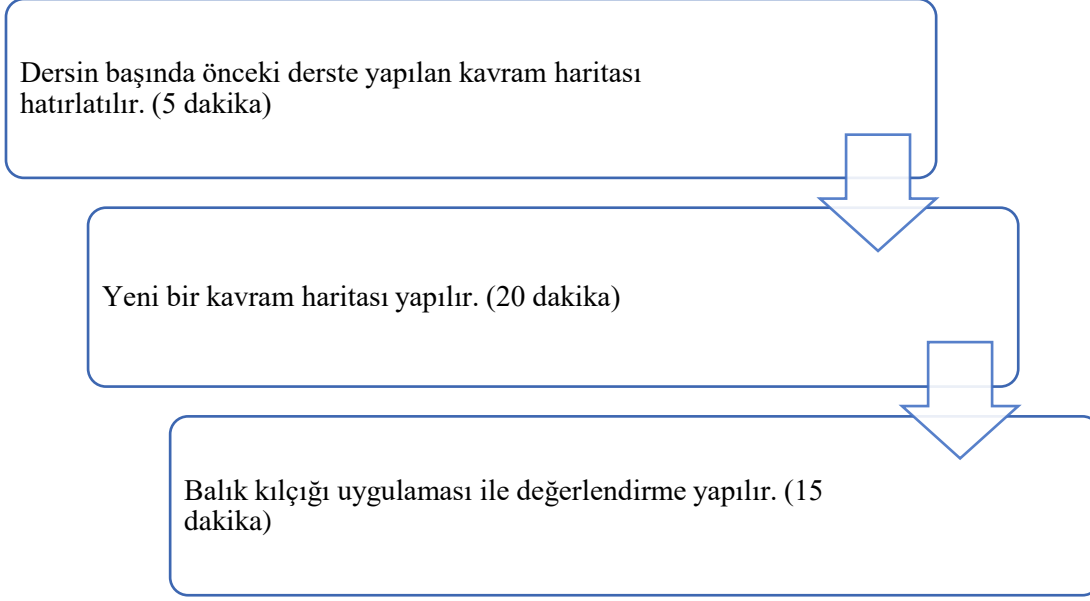 Dersin başında önceki derste yapılan kavram haritası
hatırlatılır. (5 dakika)
Yeni bir kavram haritası yapılır. (20 dakika)
Balık kılçığı uygulaması ile değerlendirme yapılır. (15
dakika)